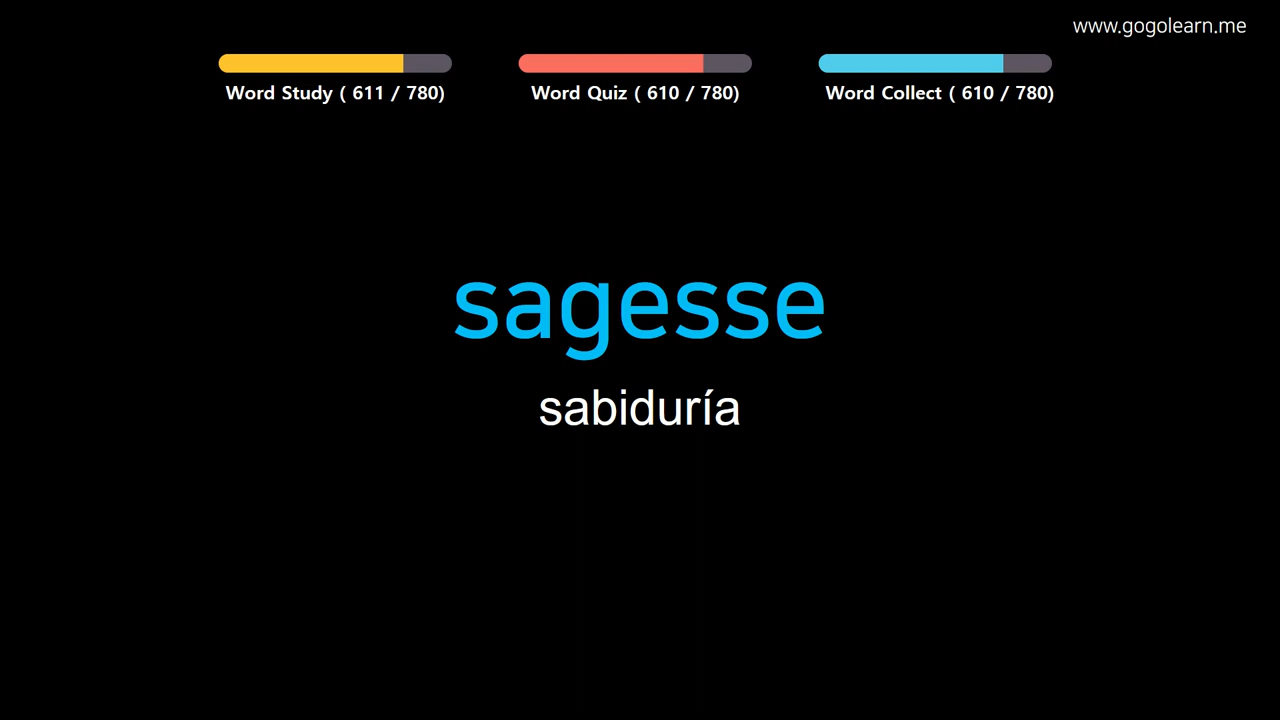 www.gogolearn.me
Word Study ( 611 / 780)
Word Quiz ( 610 / 780)
Word Collect ( 610 / 780)
sagesse
sabiduría